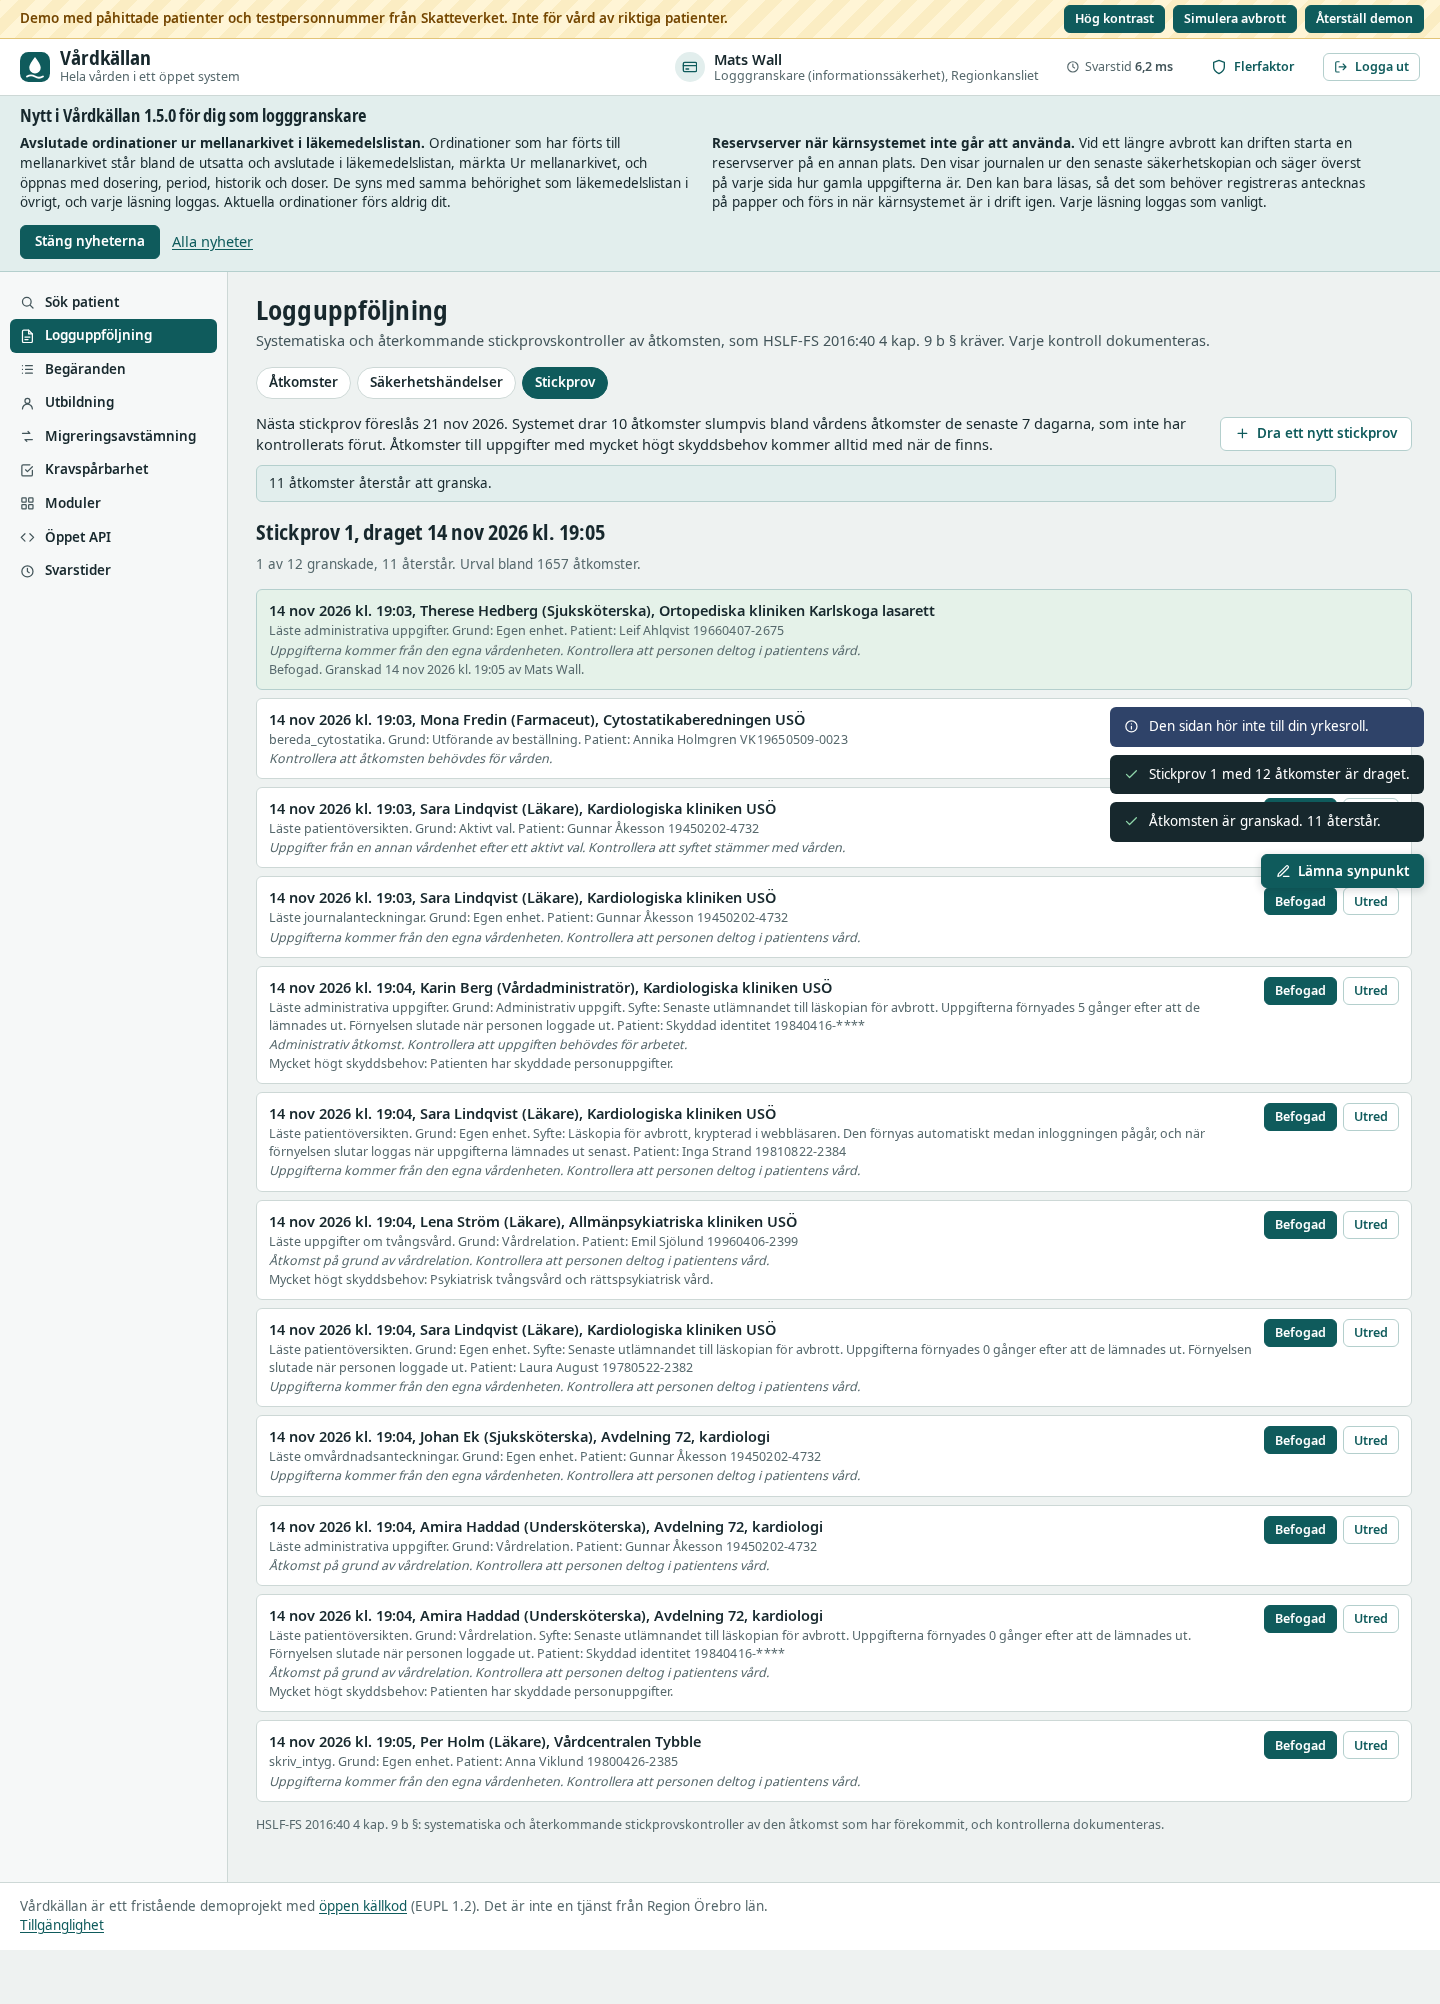 Demo med påhittade patienter och testpersonnummer från Skatteverket. Inte för vård av riktiga patienter.
Hög kontrast
Simulera avbrott
Återställ demon
Vårdkällan
Hela vården i ett öppet system
Mats Wall
Logggranskare (informationssäkerhet), Regionkansliet
Svarstid 6,2 ms
Flerfaktor
Logga ut
Nytt i Vårdkällan 1.5.0 för dig som logggranskare
Avslutade ordinationer ur mellanarkivet i läkemedelslistan. Ordinationer som har förts till
mellanarkivet står bland de utsatta och avslutade i läkemedelslistan, märkta Ur mellanarkivet, och
öppnas med dosering, period, historik och doser. De syns med samma behörighet som läkemedelslistan i
övrigt, och varje läsning loggas. Aktuella ordinationer förs aldrig dit.
Reservserver när kärnsystemet inte går att använda. Vid ett längre avbrott kan driften starta en
reservserver på en annan plats. Den visar journalen ur den senaste säkerhetskopian och säger överst
på varje sida hur gamla uppgifterna är. Den kan bara läsas, så det som behöver registreras antecknas
på papper och förs in när kärnsystemet är i drift igen. Varje läsning loggas som vanligt.
Stäng nyheterna
Alla nyheter
Sök patient
Logguppföljning
Begäranden
Utbildning
Migreringsavstämning
Kravspårbarhet
Moduler
Öppet API
Svarstider
Logguppföljning
Systematiska och återkommande stickprovskontroller av åtkomsten, som HSLF-FS 2016:40 4 kap. 9 b § kräver. Varje kontroll dokumenteras.
Åtkomster
Säkerhetshändelser
Stickprov
Nästa stickprov föreslås 21 nov 2026. Systemet drar 10 åtkomster slumpvis bland vårdens åtkomster de senaste 7 dagarna, som inte har
kontrollerats förut. Åtkomster till uppgifter med mycket högt skyddsbehov kommer alltid med när de finns.
Dra ett nytt stickprov
11 åtkomster återstår att granska.
Stickprov 1, draget 14 nov 2026 kl. 19:05
1 av 12 granskade, 11 återstår. Urval bland 1657 åtkomster.
14 nov 2026 kl. 19:03, Therese Hedberg (Sjuksköterska), Ortopediska kliniken Karlskoga lasarett
Läste administrativa uppgifter. Grund: Egen enhet. Patient: Leif Ahlqvist 19660407-2675
Uppgifterna kommer från den egna vårdenheten. Kontrollera att personen deltog i patientens vård.
Befogad. Granskad 14 nov 2026 kl. 19:05 av Mats Wall.
14 nov 2026 kl. 19:03, Mona Fredin (Farmaceut), Cytostatikaberedningen USÖ
bereda_cytostatika. Grund: Utförande av beställning. Patient: Annika Holmgren VK19650509-0023
Kontrollera att åtkomsten behövdes för vården.
Den sidan hör inte till din yrkesroll.
Stickprov 1 med 12 åtkomster är draget.
Åtkomsten är granskad. 11 återstår.
Lämna synpunkt
14 nov 2026 kl. 19:03, Sara Lindqvist (Läkare), Kardiologiska kliniken USÖ
Läste patientöversikten. Grund: Aktivt val. Patient: Gunnar Åkesson 19450202-4732
Uppgifter från en annan vårdenhet efter ett aktivt val. Kontrollera att syftet stämmer med vården.
14 nov 2026 kl. 19:03, Sara Lindqvist (Läkare), Kardiologiska kliniken USÖ
Läste journalanteckningar. Grund: Egen enhet. Patient: Gunnar Åkesson 19450202-4732
Uppgifterna kommer från den egna vårdenheten. Kontrollera att personen deltog i patientens vård.
Befogad
Utred
14 nov 2026 kl. 19:04, Karin Berg (Vårdadministratör), Kardiologiska kliniken USÖ
Läste administrativa uppgifter. Grund: Administrativ uppgift. Syfte: Senaste utlämnandet till läskopian för avbrott. Uppgifterna förnyades 5 gånger efter att de
lämnades ut. Förnyelsen slutade när personen loggade ut. Patient: Skyddad identitet 19840416-****
Administrativ åtkomst. Kontrollera att uppgiften behövdes för arbetet.
Mycket högt skyddsbehov: Patienten har skyddade personuppgifter.
Befogad
Utred
14 nov 2026 kl. 19:04, Sara Lindqvist (Läkare), Kardiologiska kliniken USÖ
Läste patientöversikten. Grund: Egen enhet. Syfte: Läskopia för avbrott, krypterad i webbläsaren. Den förnyas automatiskt medan inloggningen pågår, och när
förnyelsen slutar loggas när uppgifterna lämnades ut senast. Patient: Inga Strand 19810822-2384
Uppgifterna kommer från den egna vårdenheten. Kontrollera att personen deltog i patientens vård.
Befogad
Utred
14 nov 2026 kl. 19:04, Lena Ström (Läkare), Allmänpsykiatriska kliniken USÖ
Läste uppgifter om tvångsvård. Grund: Vårdrelation. Patient: Emil Sjölund 19960406-2399
Åtkomst på grund av vårdrelation. Kontrollera att personen deltog i patientens vård.
Mycket högt skyddsbehov: Psykiatrisk tvångsvård och rättspsykiatrisk vård.
Befogad
Utred
14 nov 2026 kl. 19:04, Sara Lindqvist (Läkare), Kardiologiska kliniken USÖ
Läste patientöversikten. Grund: Egen enhet. Syfte: Senaste utlämnandet till läskopian för avbrott. Uppgifterna förnyades 0 gånger efter att de lämnades ut. Förnyelsen
slutade när personen loggade ut. Patient: Laura August 19780522-2382
Uppgifterna kommer från den egna vårdenheten. Kontrollera att personen deltog i patientens vård.
Befogad
Utred
14 nov 2026 kl. 19:04, Johan Ek (Sjuksköterska), Avdelning 72, kardiologi
Läste omvårdnadsanteckningar. Grund: Egen enhet. Patient: Gunnar Åkesson 19450202-4732
Uppgifterna kommer från den egna vårdenheten. Kontrollera att personen deltog i patientens vård.
Befogad
Utred
14 nov 2026 kl. 19:04, Amira Haddad (Undersköterska), Avdelning 72, kardiologi
Läste administrativa uppgifter. Grund: Vårdrelation. Patient: Gunnar Åkesson 19450202-4732
Åtkomst på grund av vårdrelation. Kontrollera att personen deltog i patientens vård.
Befogad
Utred
14 nov 2026 kl. 19:04, Amira Haddad (Undersköterska), Avdelning 72, kardiologi
Läste patientöversikten. Grund: Vårdrelation. Syfte: Senaste utlämnandet till läskopian för avbrott. Uppgifterna förnyades 0 gånger efter att de lämnades ut.
Förnyelsen slutade när personen loggade ut. Patient: Skyddad identitet 19840416-****
Åtkomst på grund av vårdrelation. Kontrollera att personen deltog i patientens vård.
Mycket högt skyddsbehov: Patienten har skyddade personuppgifter.
Befogad
Utred
14 nov 2026 kl. 19:05, Per Holm (Läkare), Vårdcentralen Tybble
skriv_intyg. Grund: Egen enhet. Patient: Anna Viklund 19800426-2385
Uppgifterna kommer från den egna vårdenheten. Kontrollera att personen deltog i patientens vård.
Befogad
Utred
HSLF-FS 2016:40 4 kap. 9 b §: systematiska och återkommande stickprovskontroller av den åtkomst som har förekommit, och kontrollerna dokumenteras.
Vårdkällan är ett fristående demoprojekt med öppen källkod (EUPL 1.2). Det är inte en tjänst från Region Örebro län.
Tillgänglighet